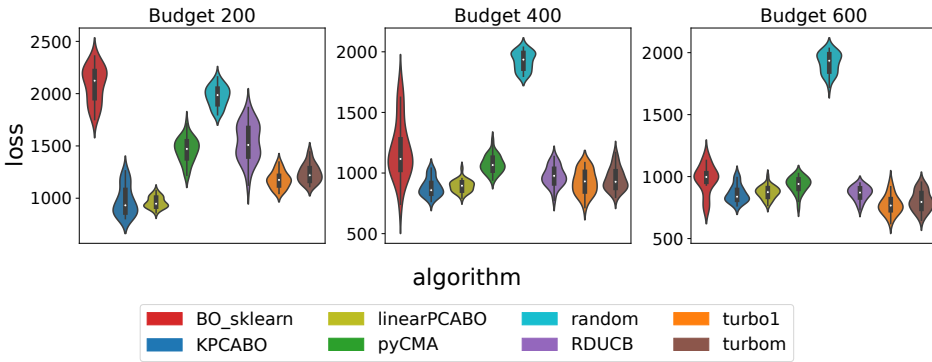 Budget 200
Budget 400
Budget 600
loss
2500
2000
1500
1000
2000
1500
1000
500
2000
1500
1000
500
algorithm
BO_sklearn
linearPCABO
random
turbo1
KPCABO
pyCMA
RDUCB
turbom